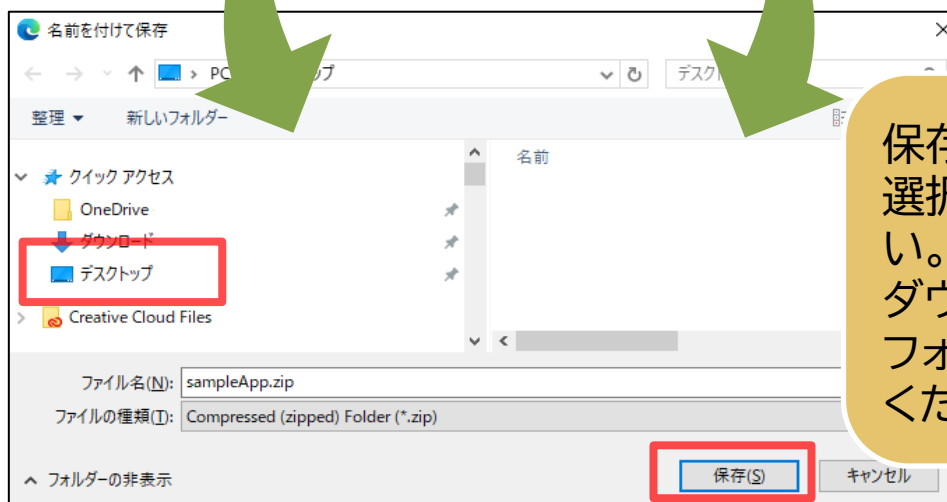 名前を付けて保存
PC
プ
デスク
整理
新しいフォルダー
クイック アクセス
OneDrive
ダウンロード
デスクトップ
Creative Cloud Files
名前
ファイル名(N): sampleApp.zip
ファイルの種類(T): Compressed (zipped) Folder (*.zip)
フォルダーの非表示
保存(S)
キャンセル
保存
選択
い。
ダウ
フォ
くだ